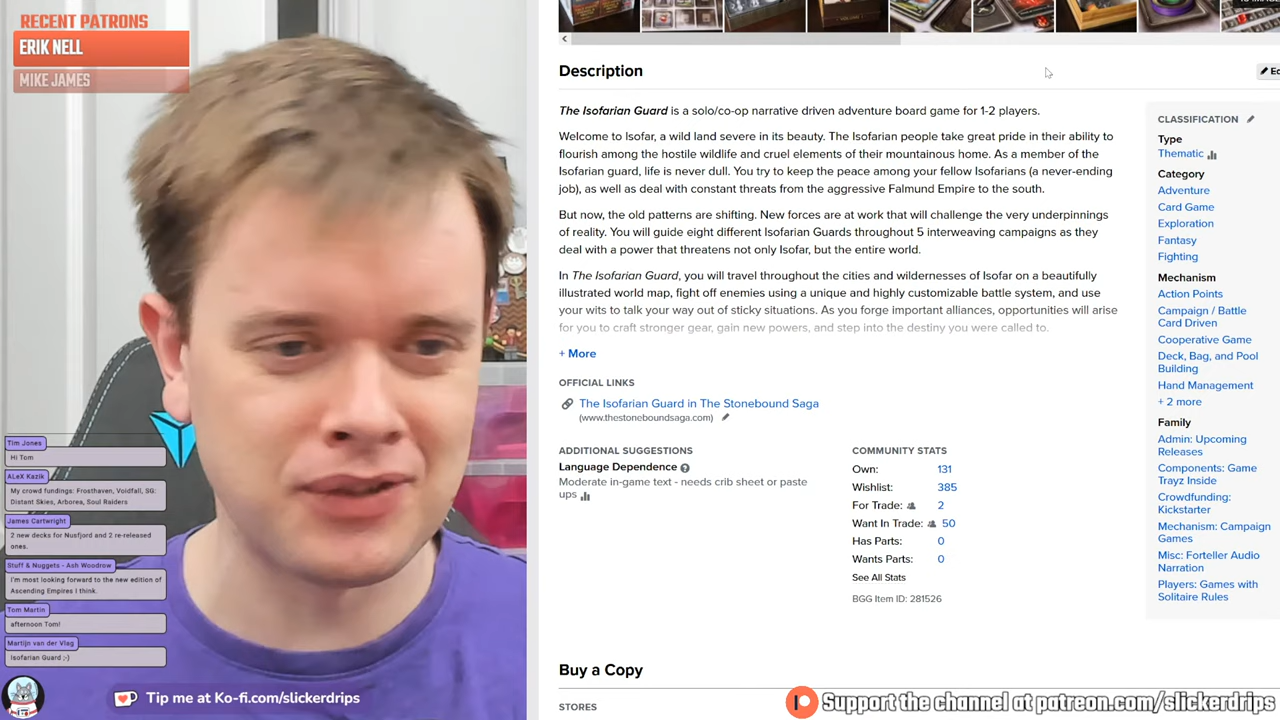 RECENT PATRONS
ERIK NELL
MIKE JAMES
Tim Jones
Hi Tom
ALeX Kazik
My crowd fundings: Frosthaven, Voidfall, SG:
Distant Skies, Arborea, Soul Raiders
James Cartwright
2 new decks for Nusfjord and 2 re-released
ones.
Stuff & Nuggets - Ash Woodrow
I'm most looking forward to the new edition of
Ascending Empires I think.
Tom Martin
afternoon Tom!
Martijn van der Vlag
Isofarian Guard ;-)
Tip me at Ko-fi.com/slickerdrips
Description
The Isofarian Guard is a solo/co-op narrative driven adventure board game for 1-2 players.
Welcome to Isofar, a wild land severe in its beauty. The Isofarian people take great pride in their ability to
flourish among the hostile wildlife and cruel elements of their mountainous home. As a member of the
Isofarian guard, life is never dull. You try to keep the peace among your fellow Isofarians (a never-ending
job), as well as deal with constant threats from the aggressive Falmund Empire to the south.
But now, the old patterns are shifting. New forces are at work that will challenge the very underpinnings
of reality. You will guide eight different Isofarian Guards throughout 5 interweaving campaigns as they
deal with a power that threatens not only Isofar, but the entire world.
In The Isofarian Guard, you will travel throughout the cities and wildernesses of Isofar on a beautifully
illustrated world map, fight off enemies using a unique and highly customizable battle system, and use
your wits to talk your way out of sticky situations. As you forge important alliances, opportunities will arise
for you to craft stronger gear, gain new powers, and step into the destiny you were called to.
+ More
OFFICIAL LINKS
The Isofarian Guard in The Stonebound Saga
(www.thestoneboundsaga.com)
ADDITIONAL SUGGESTIONS
Language Dependence
Moderate in-game text - needs crib sheet or paste
ups
COMMUNITY STATS
Own: 131
Wishlist: 385
For Trade: 2
Want In Trade: 50
Has Parts: 0
Wants Parts: 0
See All Stats
BGG Item ID: 281526
Buy a Copy
STORES
CLASSIFICATION
Type
Thematic
Category
Adventure
Card Game
Exploration
Fantasy
Fighting
Mechanism
Action Points
Campaign / Battle
Card Driven
Cooperative Game
Deck, Bag, and Pool
Building
Hand Management
+ 2 more
Family
Admin: Upcoming
Releases
Components: Game
Trayz Inside
Crowdfunding:
Kickstarter
Mechanism: Campaign
Games
Misc: Forteller Audio
Narration
Players: Games with
Solitaire Rules
Support the channel at patreon.com/slickerdrips